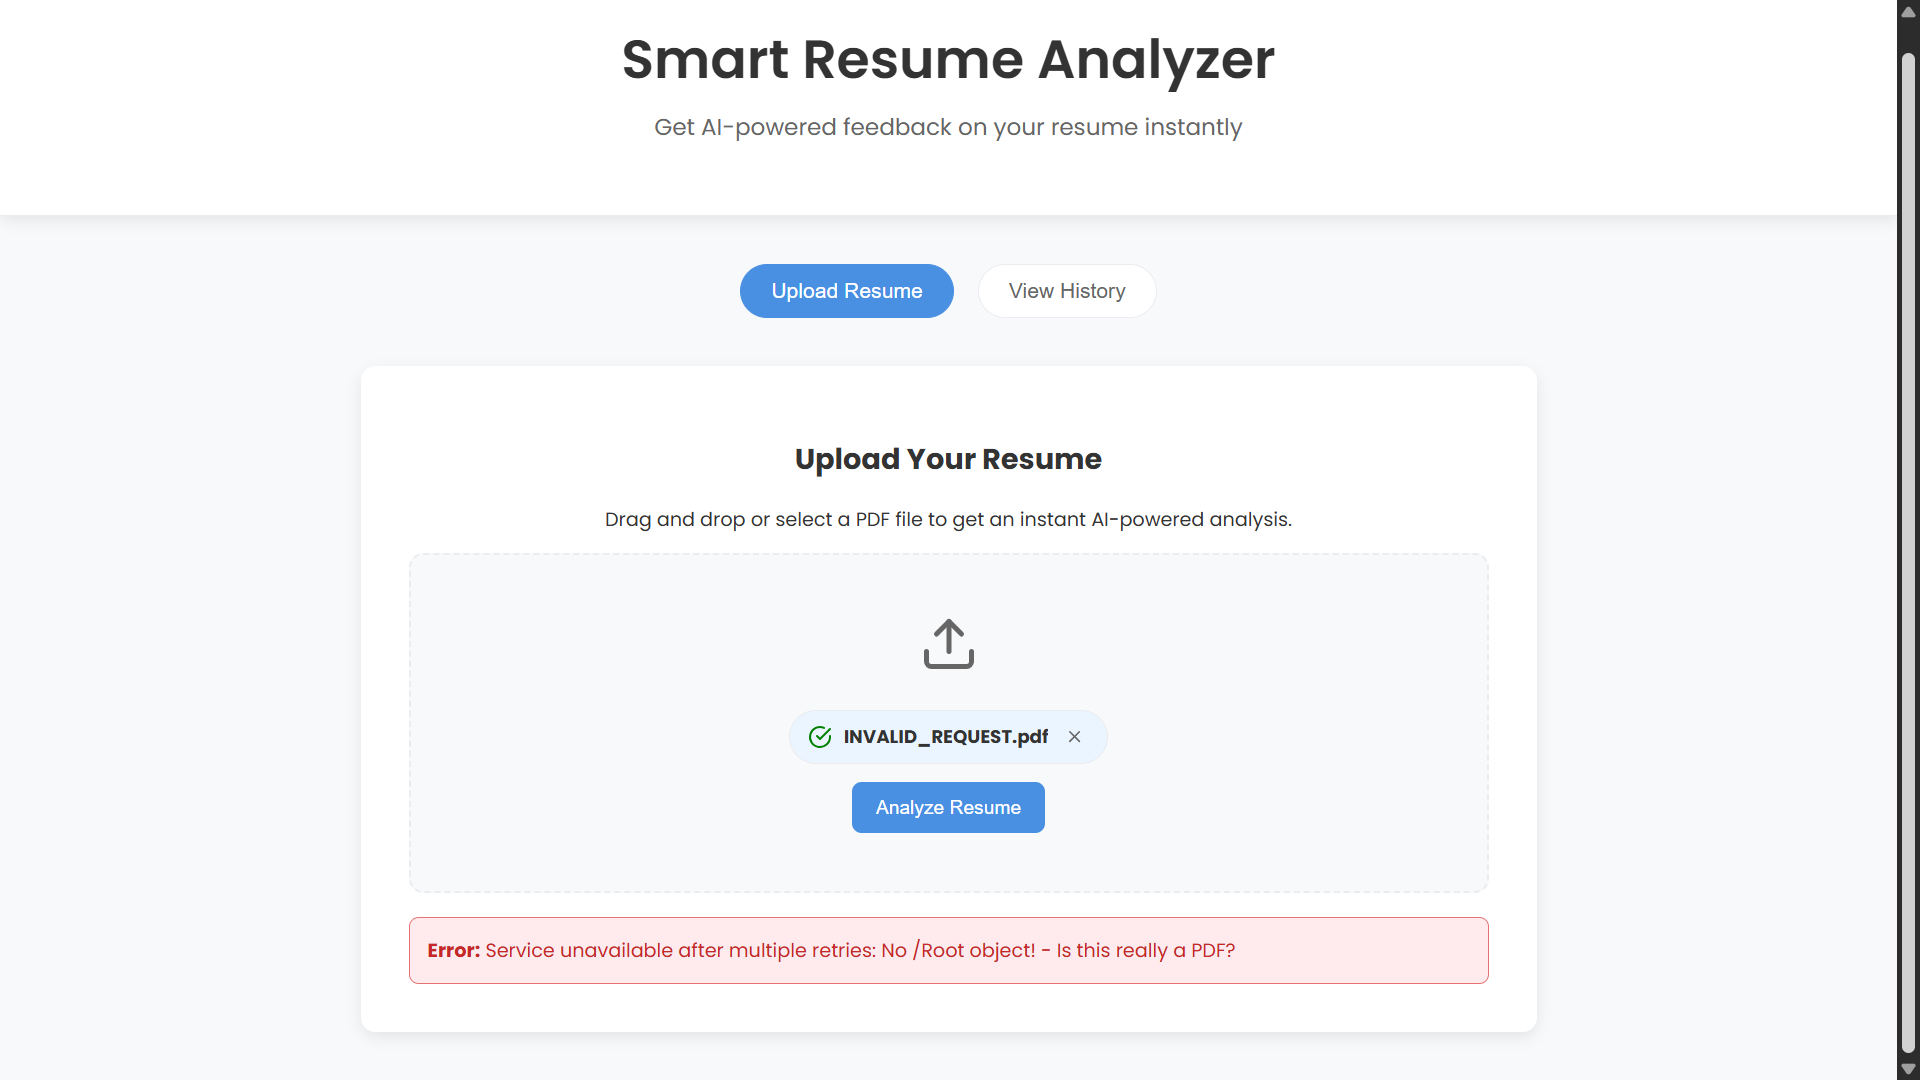 Smart Resume Analyzer
Get AI-powered feedback on your resume instantly
Upload Resume
View History
Upload Your Resume
Drag and drop or select a PDF file to get an instant AI-powered analysis.
INVALID_REQUEST.pdf
Analyze Resume
Error: Service unavailable after multiple retries: No /Root object! - Is this really a PDF?